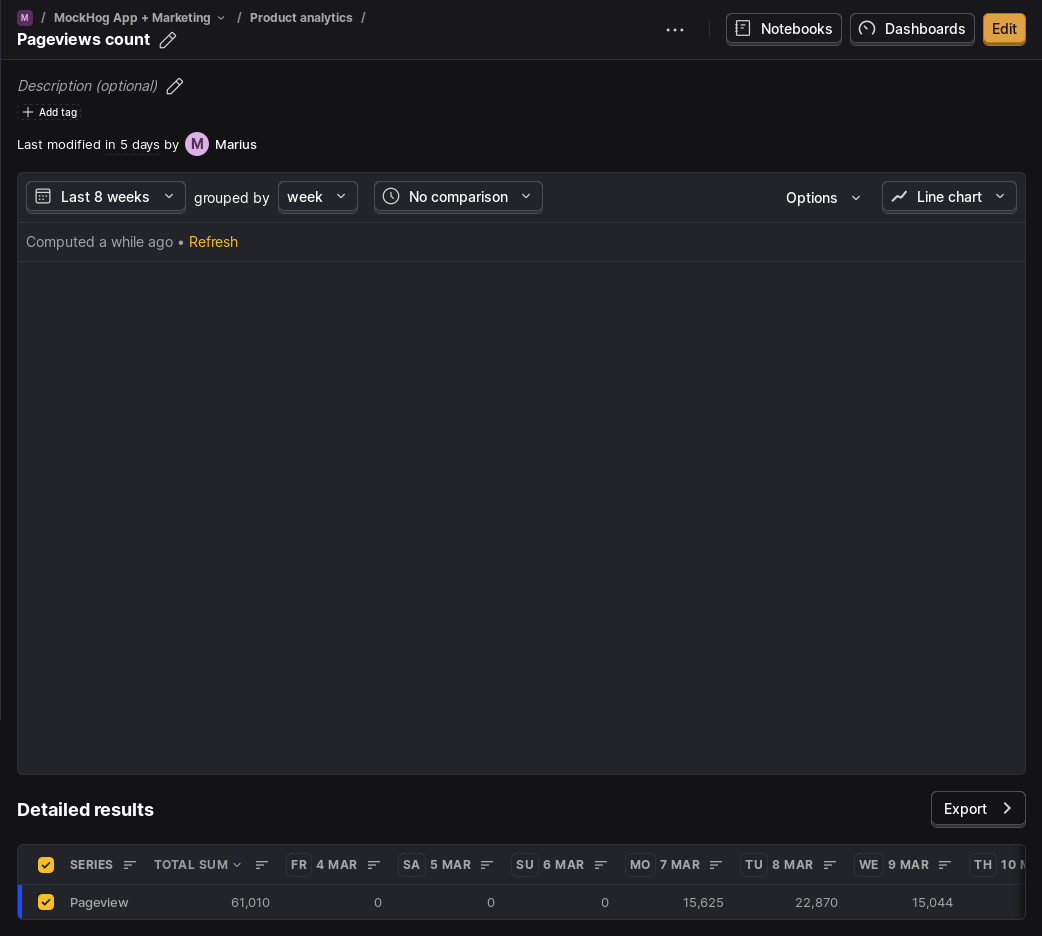 M / MockHog App + Marketing / Product analytics /
Pageviews count
Notebooks
Dashboards
Edit
Description (optional)
Add tag
Last modified in 5 days by M Marius
Last 8 weeks grouped by week No comparison Options Line chart
Computed a while ago • Refresh
Detailed results
Export
SERIES TOTAL SUM FR 4 MAR SA 5 MAR SU 6 MAR MO 7 MAR TU 8 MAR WE 9 MAR TH 10
Pageview 61,010 0 0 0 15,625 22,870 15,044